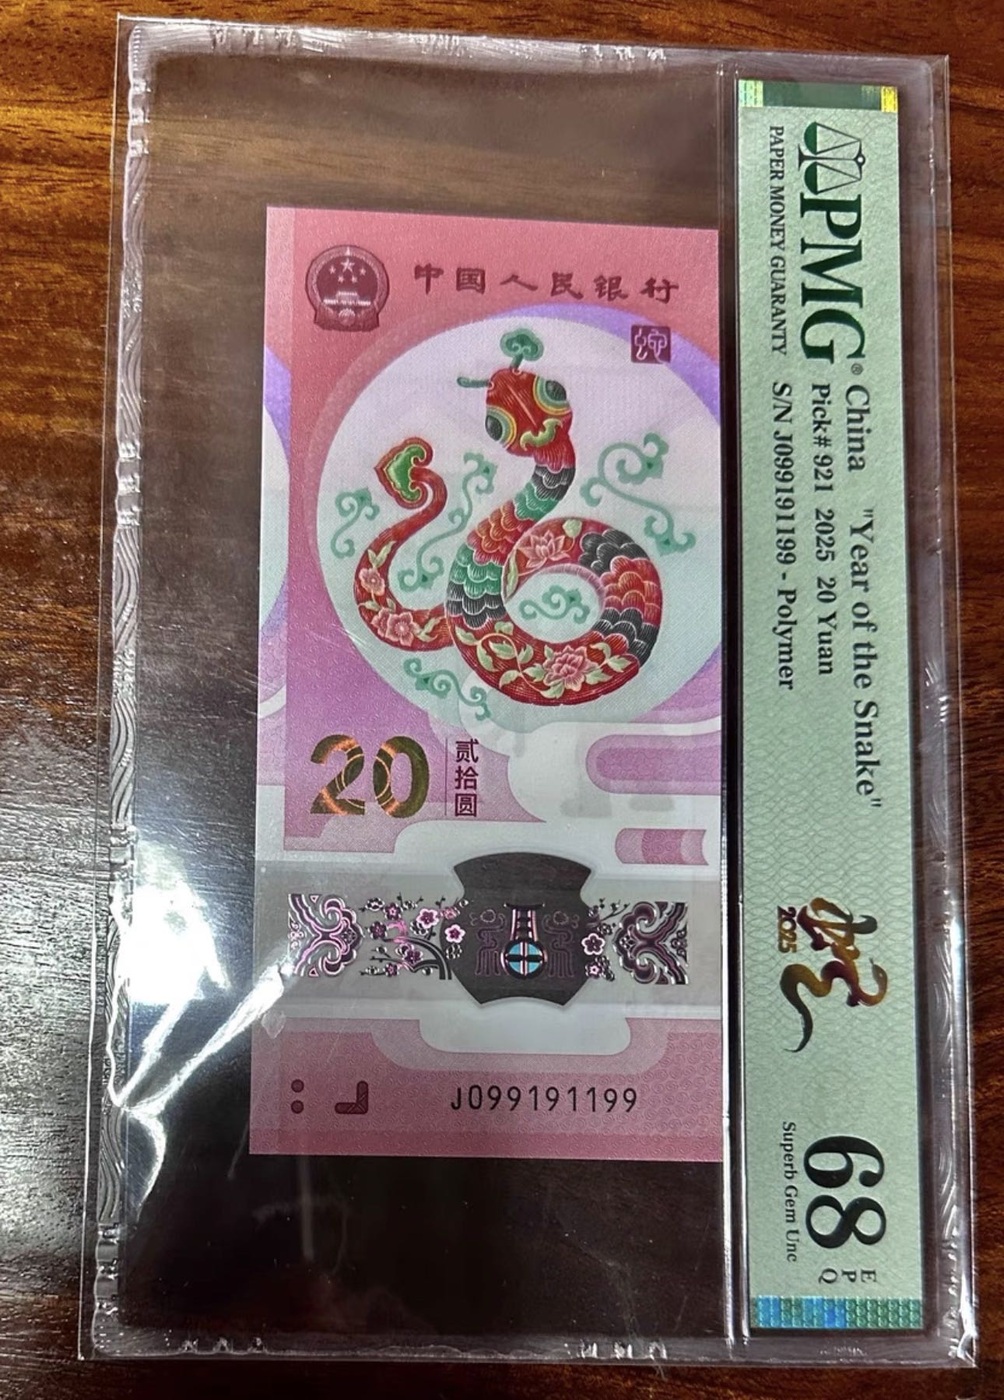 中国人民银行
蛇
20
贰
拾
圆
J099191199
PMG®
PAPER MONEY GUARANTY
China "Year of the Snake"
Pick# 921 2025 20 Yuan
S/N J099191199 - Polymer
蛇
2025
68
EPQ
Superb Gem Unc